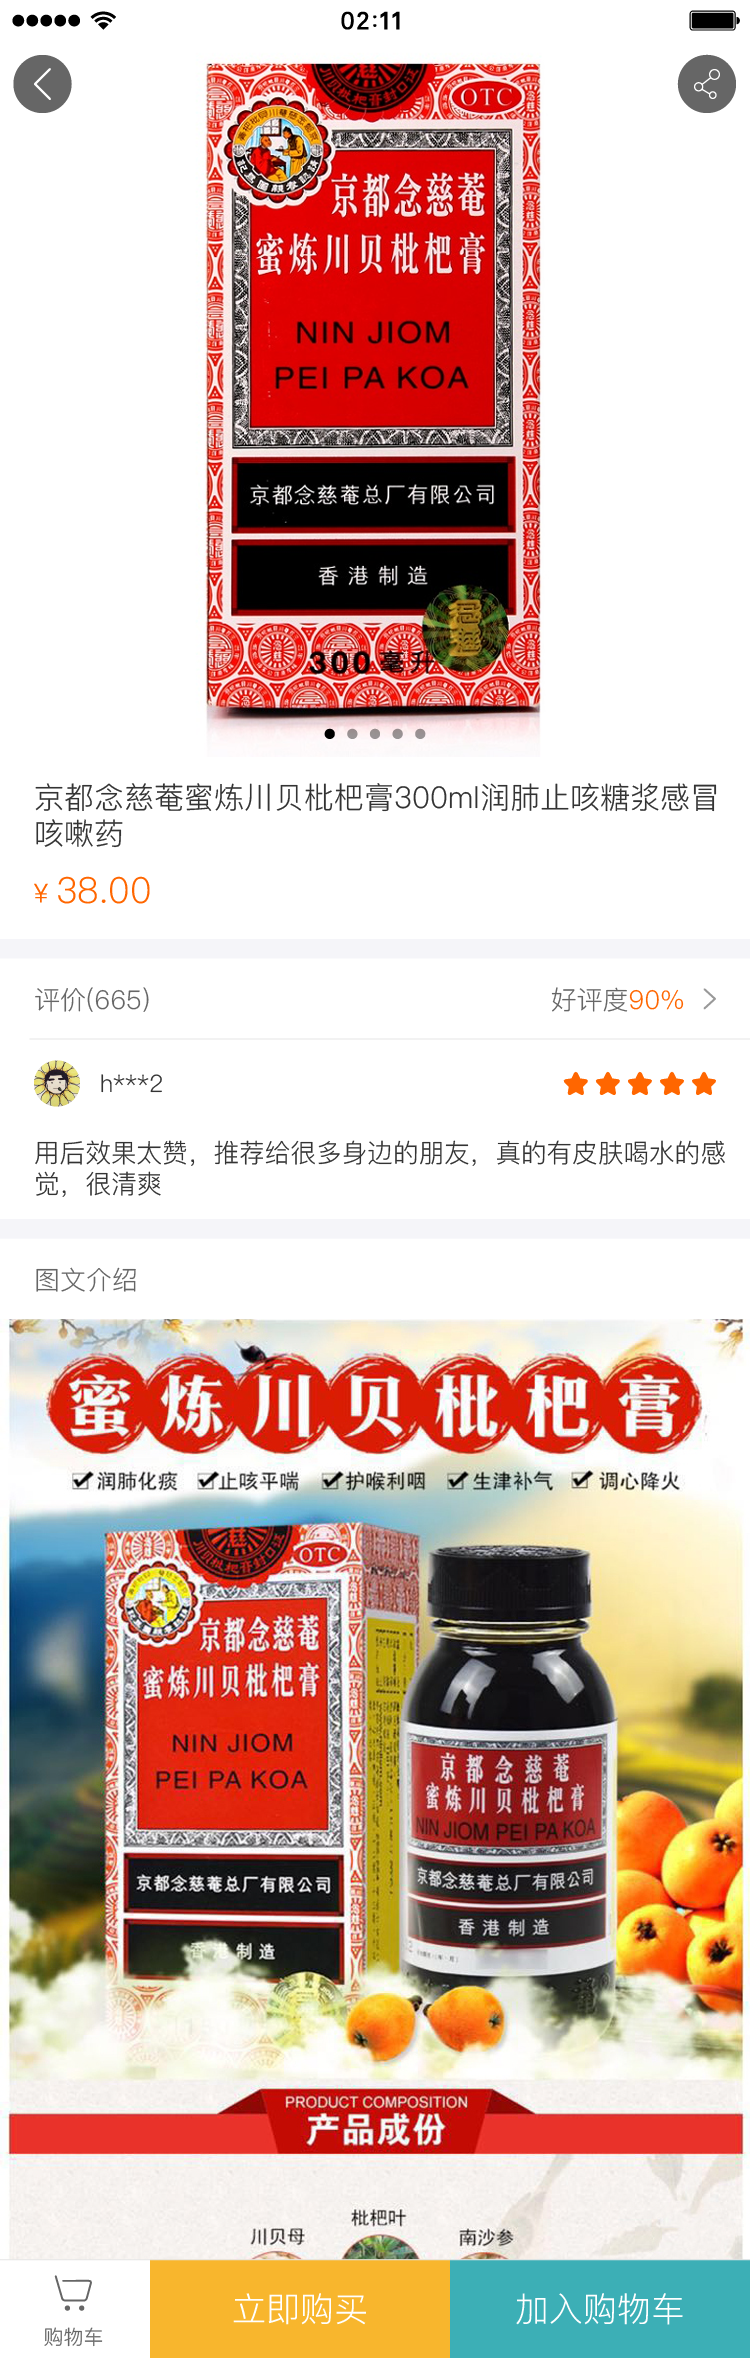 02:11
OTC
京都念慈菴
蜜炼川贝枇杷膏
NIN JIOM
PEI PA KOA
京都念慈菴总厂有限公司
香港制造
300毫升
京都念慈菴蜜炼川贝枇杷膏300ml润肺止咳糖浆感冒
咳嗽药
¥ 38.00
评价(665)
好评度90%
h***2
用后效果太赞，推荐给很多身边的朋友，真的有皮肤喝水的感
觉，很清爽
图文介绍
蜜炼川贝枇杷膏
润肺化痰 止咳平喘 护喉利咽 生津补气 调心降火
OTC
京都念慈菴
蜜炼川贝枇杷膏
NIN JIOM
PEI PA KOA
京都念慈菴总厂有限公司
香港制造
京都念慈菴
蜜炼川贝枇杷膏
NIN JIOM PEI PA KOA
京都念慈菴总厂有限公司
香港制造
PRODUCT COMPOSITION
产品成份
枇杷叶
川贝母
南沙参
购物车
立即购买
加入购物车